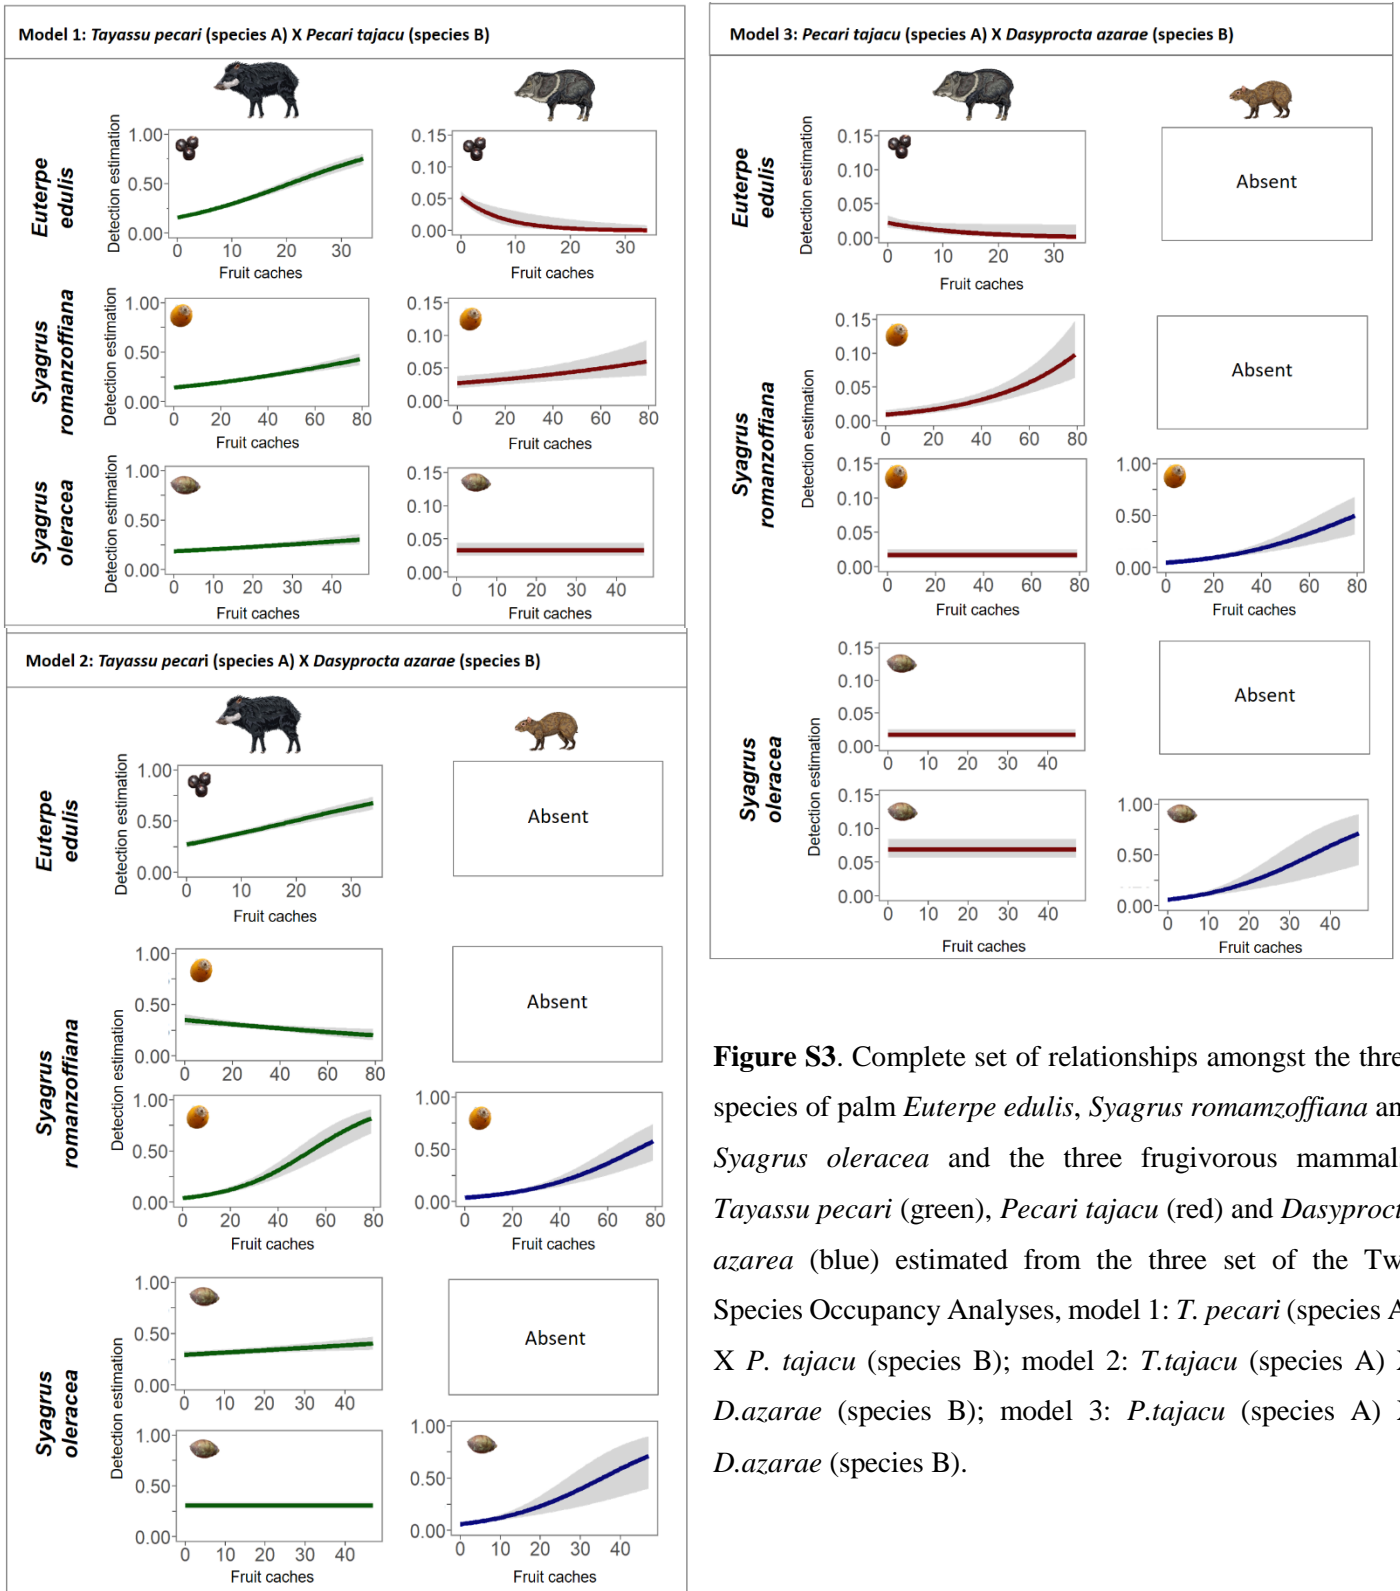 Model 1: Tayassu pecari (species A) X Pecari tajacu (species B)
Euterpe
edulis
Detection estimation
1.00
0.50
0.00
0 10 20 30
Fruit caches
0.15
0.10
0.05
0.00
0 10 20 30
Fruit caches
Syagrus
romanzoffiana
Detection estimation
1.00
0.50
0.00
0 20 40 60 80
Fruit caches
0.15
0.10
0.05
0.00
0 20 40 60 80
Fruit caches
Syagrus
oleracea
Detection estimation
1.00
0.50
0.00
0 10 20 30 40
Fruit caches
0.15
0.10
0.05
0.00
0 10 20 30 40
Fruit caches
Model 2: Tayassu pecari (species A) X Dasyprocta azarae (species B)
Euterpe
edulis
Detection estimation
1.00
0.50
0.00
0 10 20 30
Fruit caches
Absent
Syagrus
romanzoffiana
Detection estimation
1.00
0.50
0.00
0 20 40 60 80
Absent
1.00
0.50
0.00
0 20 40 60 80
Fruit caches
1.00
0.50
0.00
0 20 40 60 80
Fruit caches
Syagrus
oleracea
Detection estimation
1.00
0.50
0.00
0 10 20 30 40
Absent
1.00
0.50
0.00
0 10 20 30 40
Fruit caches
1.00
0.50
0.00
0 10 20 30 40
Fruit caches
Model 3: Pecari tajacu (species A) X Dasyprocta azarae (species B)
Euterpe
edulis
Detection estimation
0.15
0.10
0.05
0.00
0 10 20 30
Fruit caches
Absent
Syagrus
romanzoffiana
Detection estimation
0.15
0.10
0.05
0.00
0 20 40 60 80
Absent
0.15
0.10
0.05
0.00
0 20 40 60 80
Fruit caches
1.00
0.50
0.00
0 20 40 60 80
Fruit caches
Syagrus
oleracea
Detection estimation
0.15
0.10
0.05
0.00
0 10 20 30 40
Absent
0.15
0.10
0.05
0.00
0 10 20 30 40
Fruit caches
1.00
0.50
0.00
0 10 20 30 40
Fruit caches
Figure S3. Complete set of relationships amongst the thre
species of palm Euterpe edulis, Syagrus romamzoffiana an
Syagrus oleracea and the three frugivorous mammal
Tayassu pecari (green), Pecari tajacu (red) and Dasyproct
azarea (blue) estimated from the three set of the Tw
Species Occupancy Analyses, model 1: T. pecari (species A
X P. tajacu (species B); model 2: T.tajacu (species A) X
D.azarae (species B); model 3: P.tajacu (species A) X
D.azarae (species B).